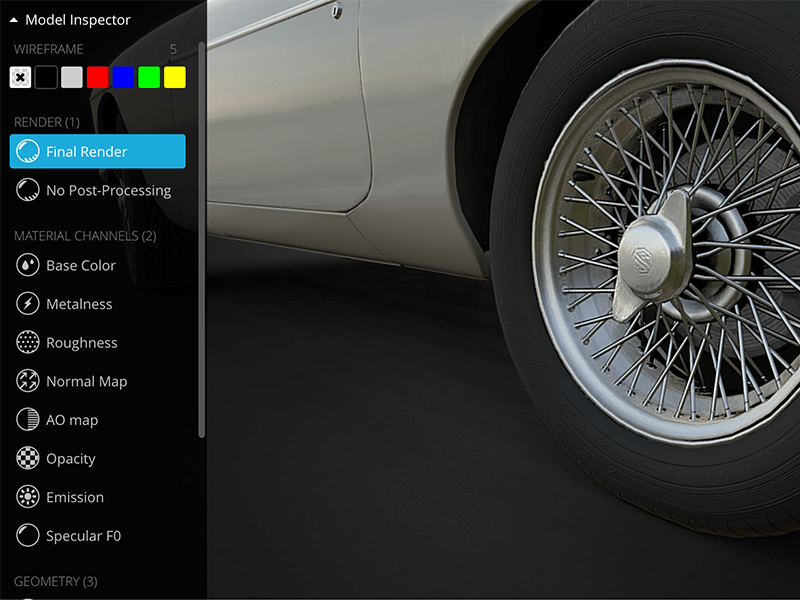 Model Inspector
WIREFRAME 5
RENDER (1)
Final Render
No Post-Processing
MATERIAL CHANNELS (2)
Base Color
Metalness
Roughness
Normal Map
AO map
Opacity
Emission
Specular F0
GEOMETRY (3)